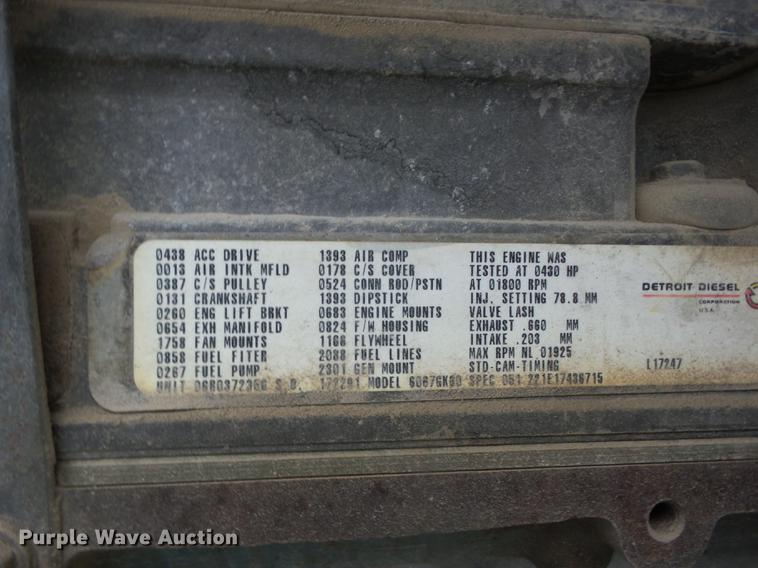 0438 ACC DRIVE 1393 AIR COMP THIS ENGINE WAS
0013 AIR INTK MFLD 0178 C/S COVER TESTED AT 0430 HP
0387 C/S PULLEY 0524 CONN ROD/PSTN AT 01800 RPM
0131 CRANKSHAFT 1393 DIPSTICK INJ. SETTING 78.8 MM
0260 ENG LIFT BRKT 0683 ENGINE MOUNTS VALVE LASH
0654 EXH MANIFOLD 0824 F/W HOUSING EXHAUST .660 MM
1758 FAN MOUNTS 1166 FLYWHEEL INTAKE .203 MM
0858 FUEL FITER 2088 FUEL LINES MAX RPM NL 01925
0267 FUEL PUMP 2301 GEN MOUNT STD-CAM-TIMING
UNIT S.O. MODEL SPEC
DETROIT DIESEL
CORPORATION
U.S.A.
L17247
Purple Wave Auction